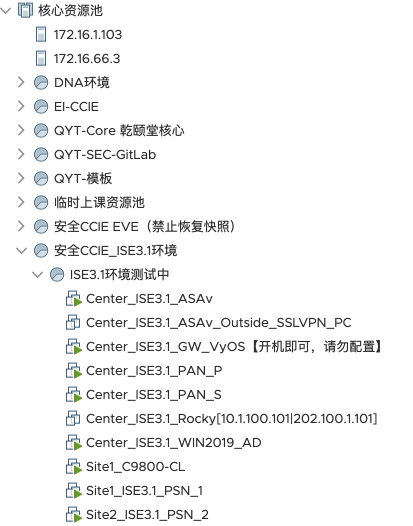 核心资源池
172.16.1.103
172.16.66.3
DNA环境
EI-CCIE
QYT-Core 乾颐堂核心
QYT-SEC-GitLab
QYT-模板
临时上课资源池
安全CCIE EVE（禁止恢复快照）
安全CCIE_ISE3.1环境
ISE3.1环境测试中
Center_ISE3.1_ASAv
Center_ISE3.1_ASAv_Outside_SSLVPN_PC
Center_ISE3.1_GW_VyOS【开机即可，请勿配置】
Center_ISE3.1_PAN_P
Center_ISE3.1_PAN_S
Center_ISE3.1_Rocky[10.1.100.101|202.100.1.101]
Center_ISE3.1_WIN2019_AD
Site1_C9800-CL
Site1_ISE3.1_PSN_1
Site2_ISE3.1_PSN_2